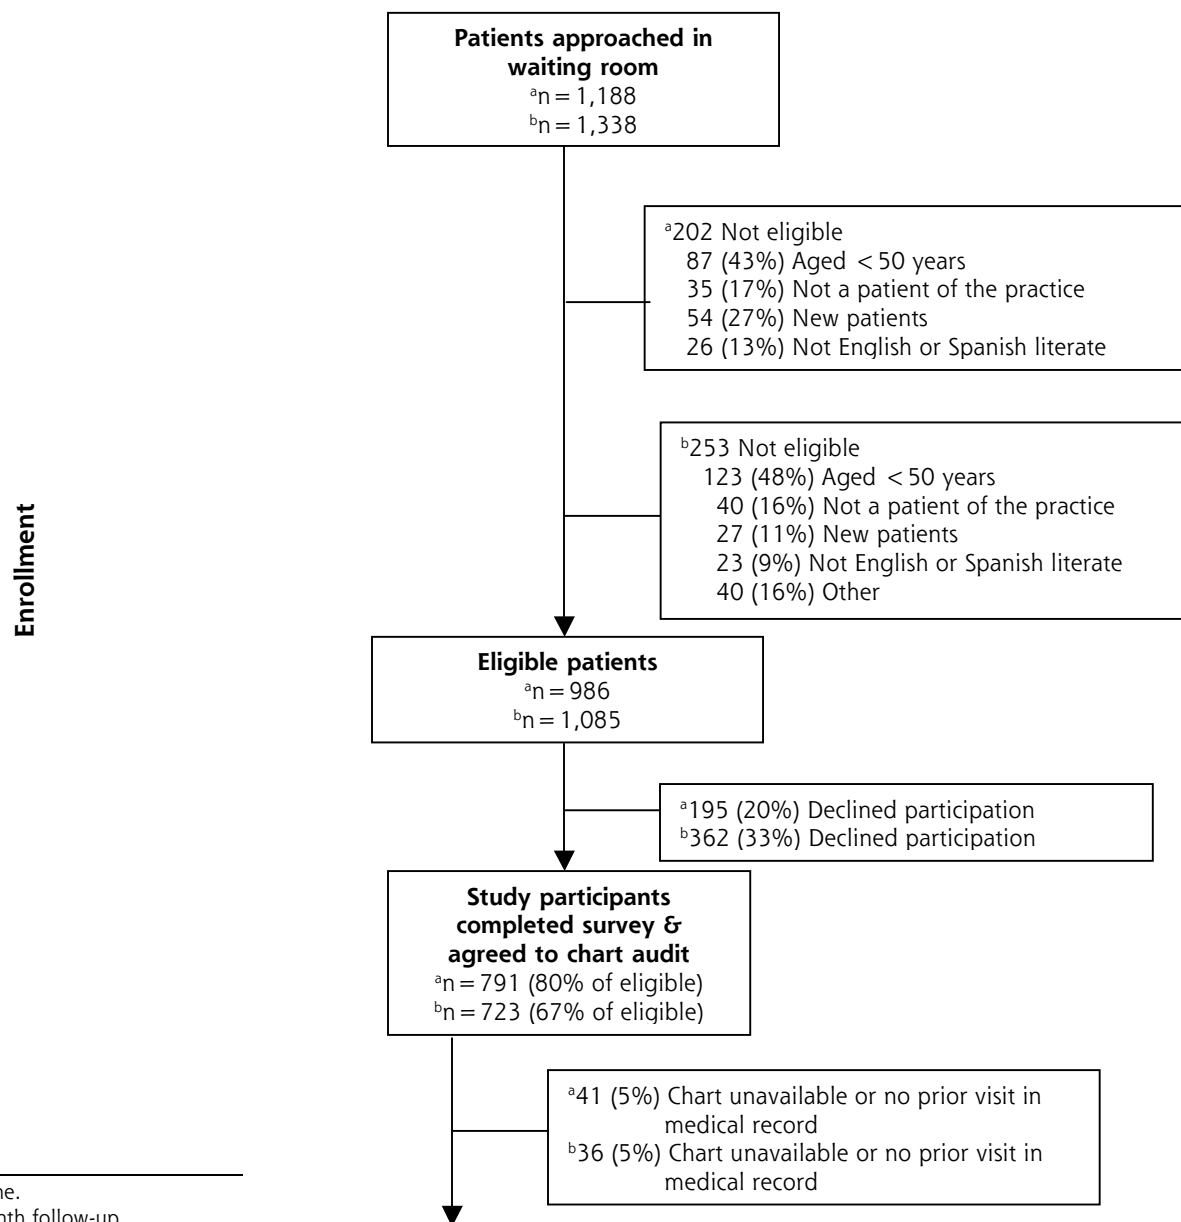 Patients approached in
waiting room
ᵃn = 1,188
ᵇn = 1,338
ᵃ202 Not eligible
87 (43%) Aged < 50 years
35 (17%) Not a patient of the practice
54 (27%) New patients
26 (13%) Not English or Spanish literate
ᵇ253 Not eligible
123 (48%) Aged < 50 years
40 (16%) Not a patient of the practice
27 (11%) New patients
23 (9%) Not English or Spanish literate
40 (16%) Other
Enrollment
Eligible patients
ᵃn = 986
ᵇn = 1,085
ᵃ195 (20%) Declined participation
ᵇ362 (33%) Declined participation
Study participants
completed survey &
agreed to chart audit
ᵃn = 791 (80% of eligible)
ᵇn = 723 (67% of eligible)
ᵃ41 (5%) Chart unavailable or no prior visit in
medical record
ᵇ36 (5%) Chart unavailable or no prior visit in
medical record
ne.
nth follow-up